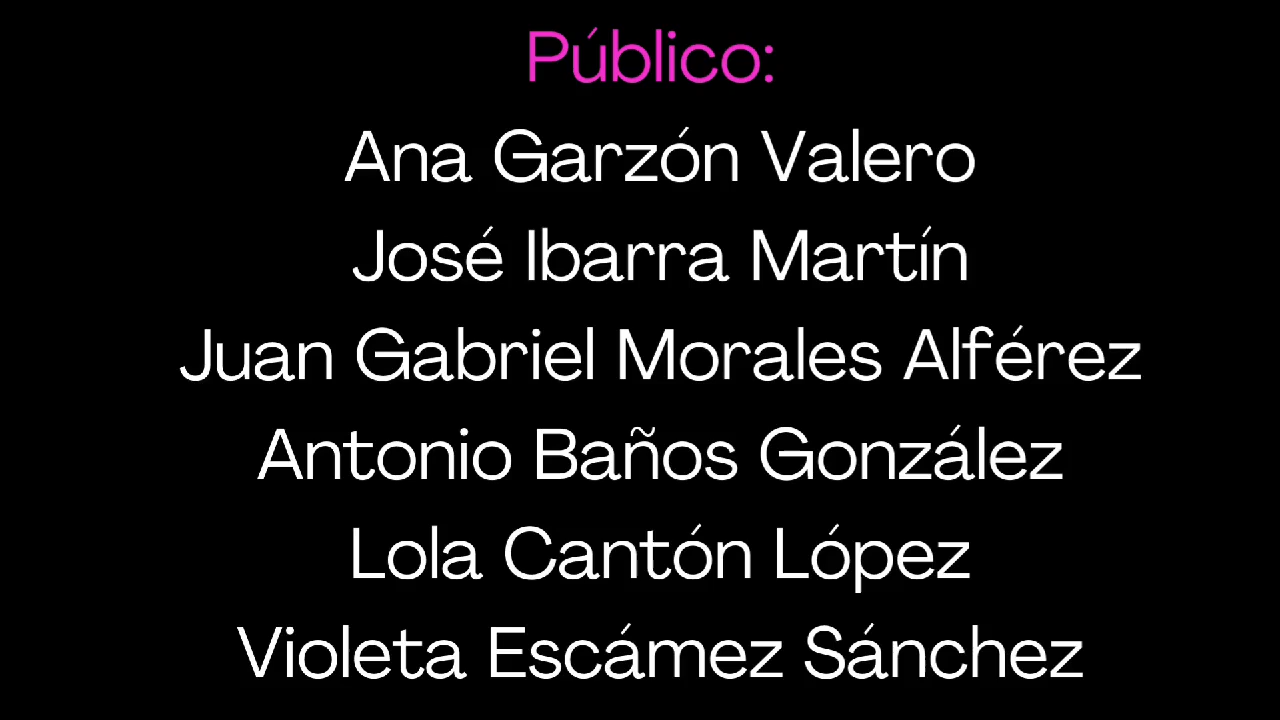 Público:
Ana Garzón Valero
José Ibarra Martín
Juan Gabriel Morales Alférez
Antonio Baños González
Lola Cantón López
Violeta Escámez Sánchez